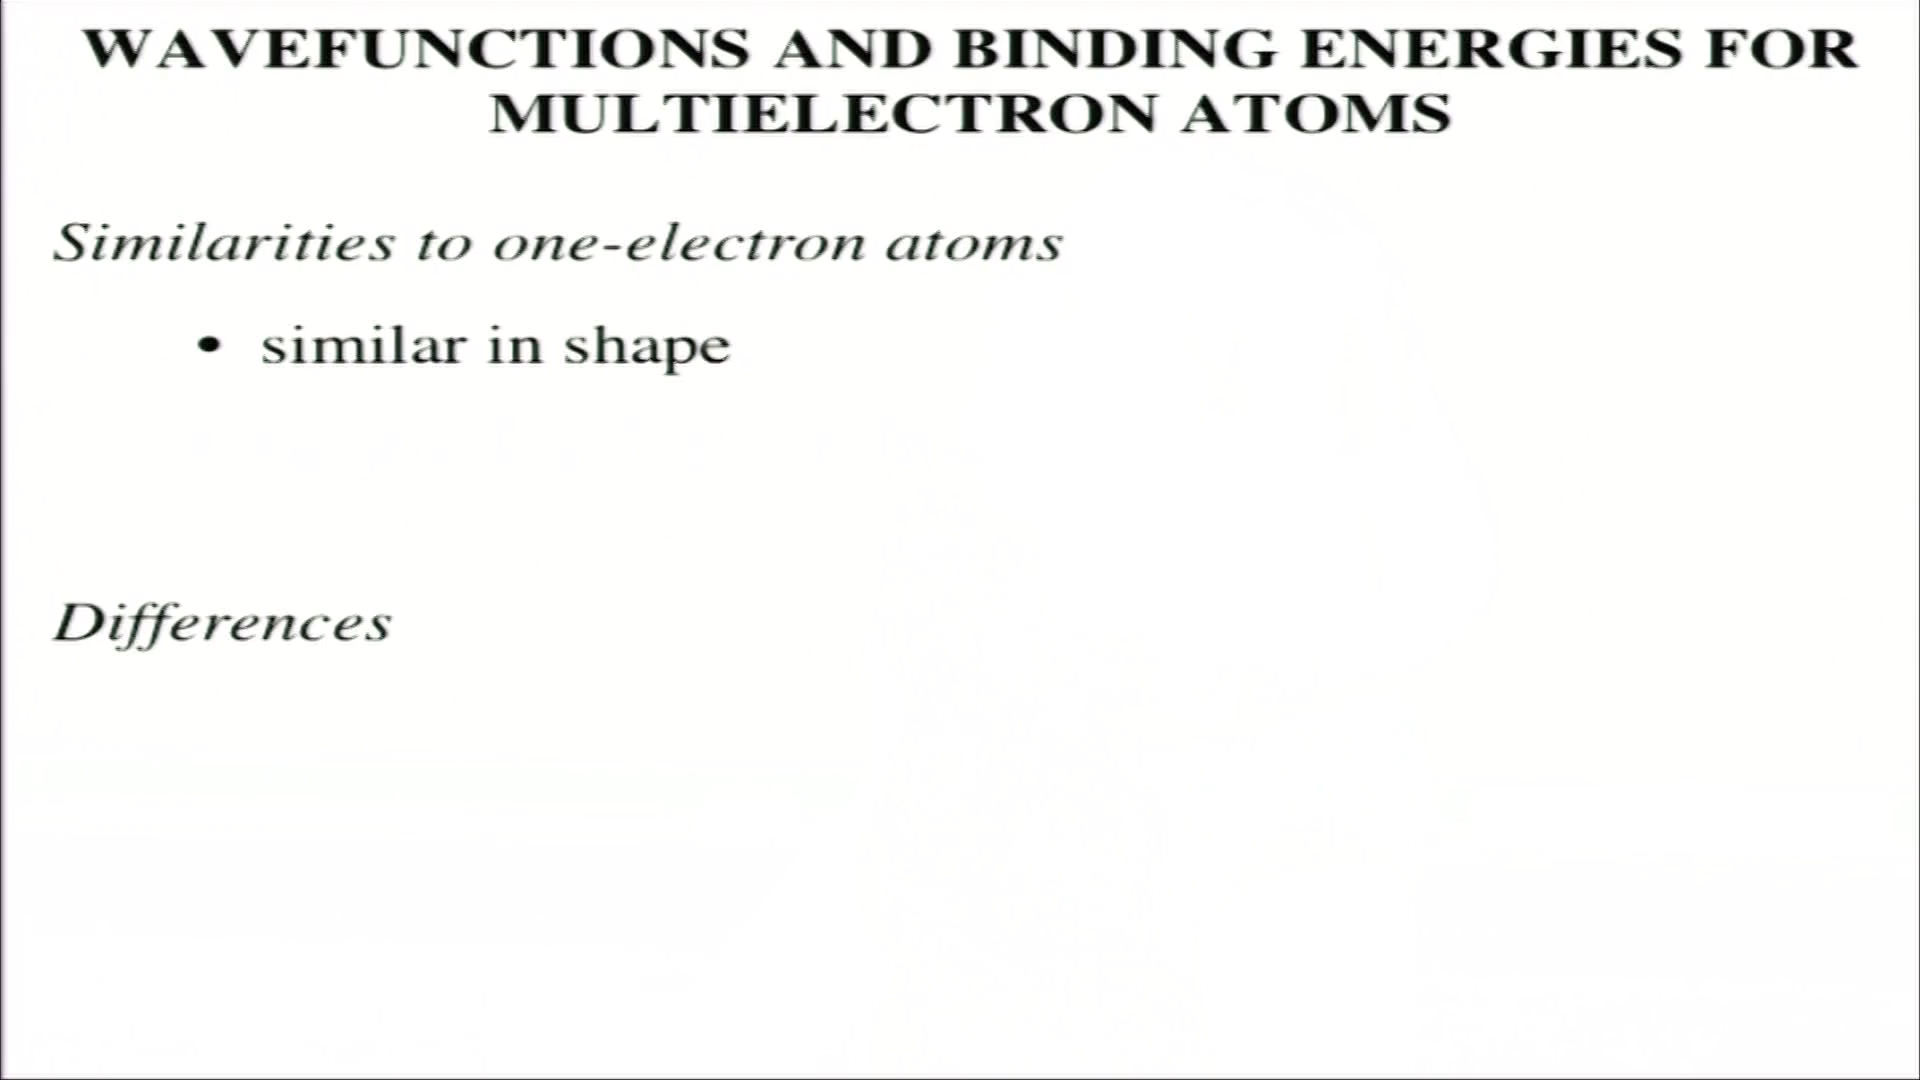 WAVEFUNCTIONS AND BINDING ENERGIES FOR
MULTIELECTRON ATOMS
Similarities to one-electron atoms
• similar in shape
Differences